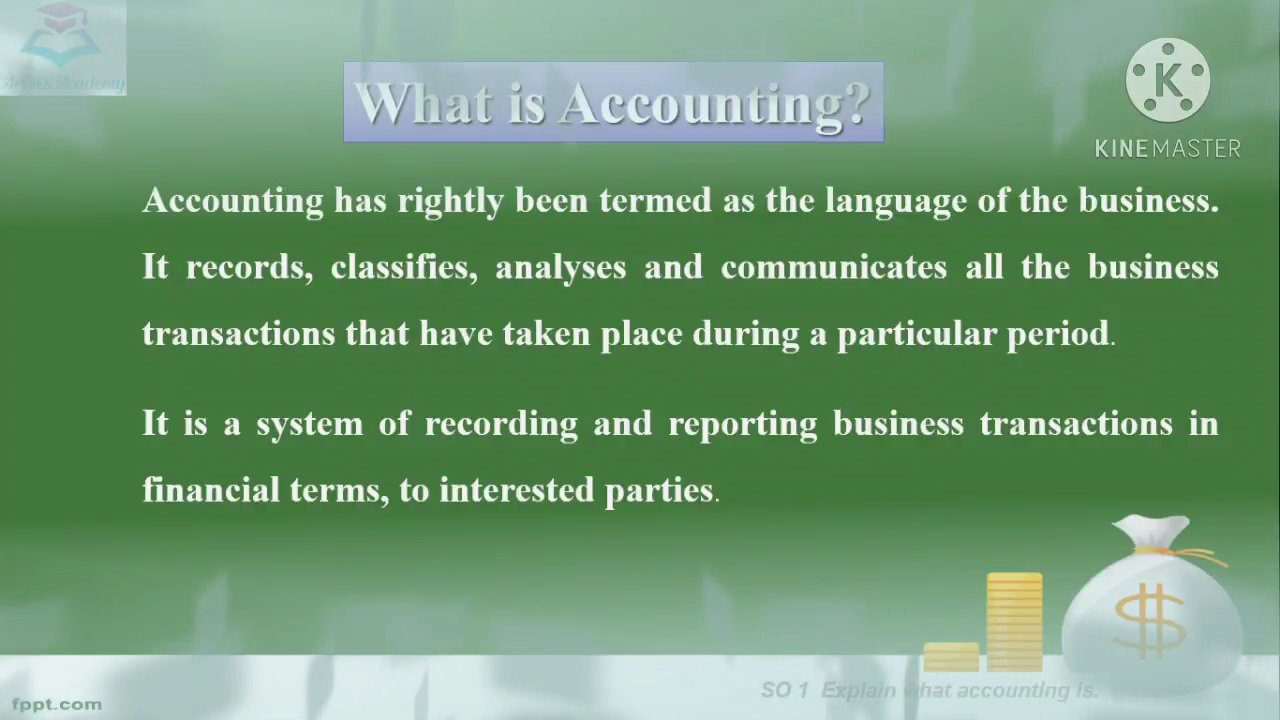 What is Accounting?
K
KINEMASTER
Accounting has rightly been termed as the language of the business.
It records, classifies, analyses and communicates all the business
transactions that have taken place during a particular period.
It is a system of recording and reporting business transactions in
financial terms, to interested parties.
$
SO 1 Explain what accounting is.
fppt.com